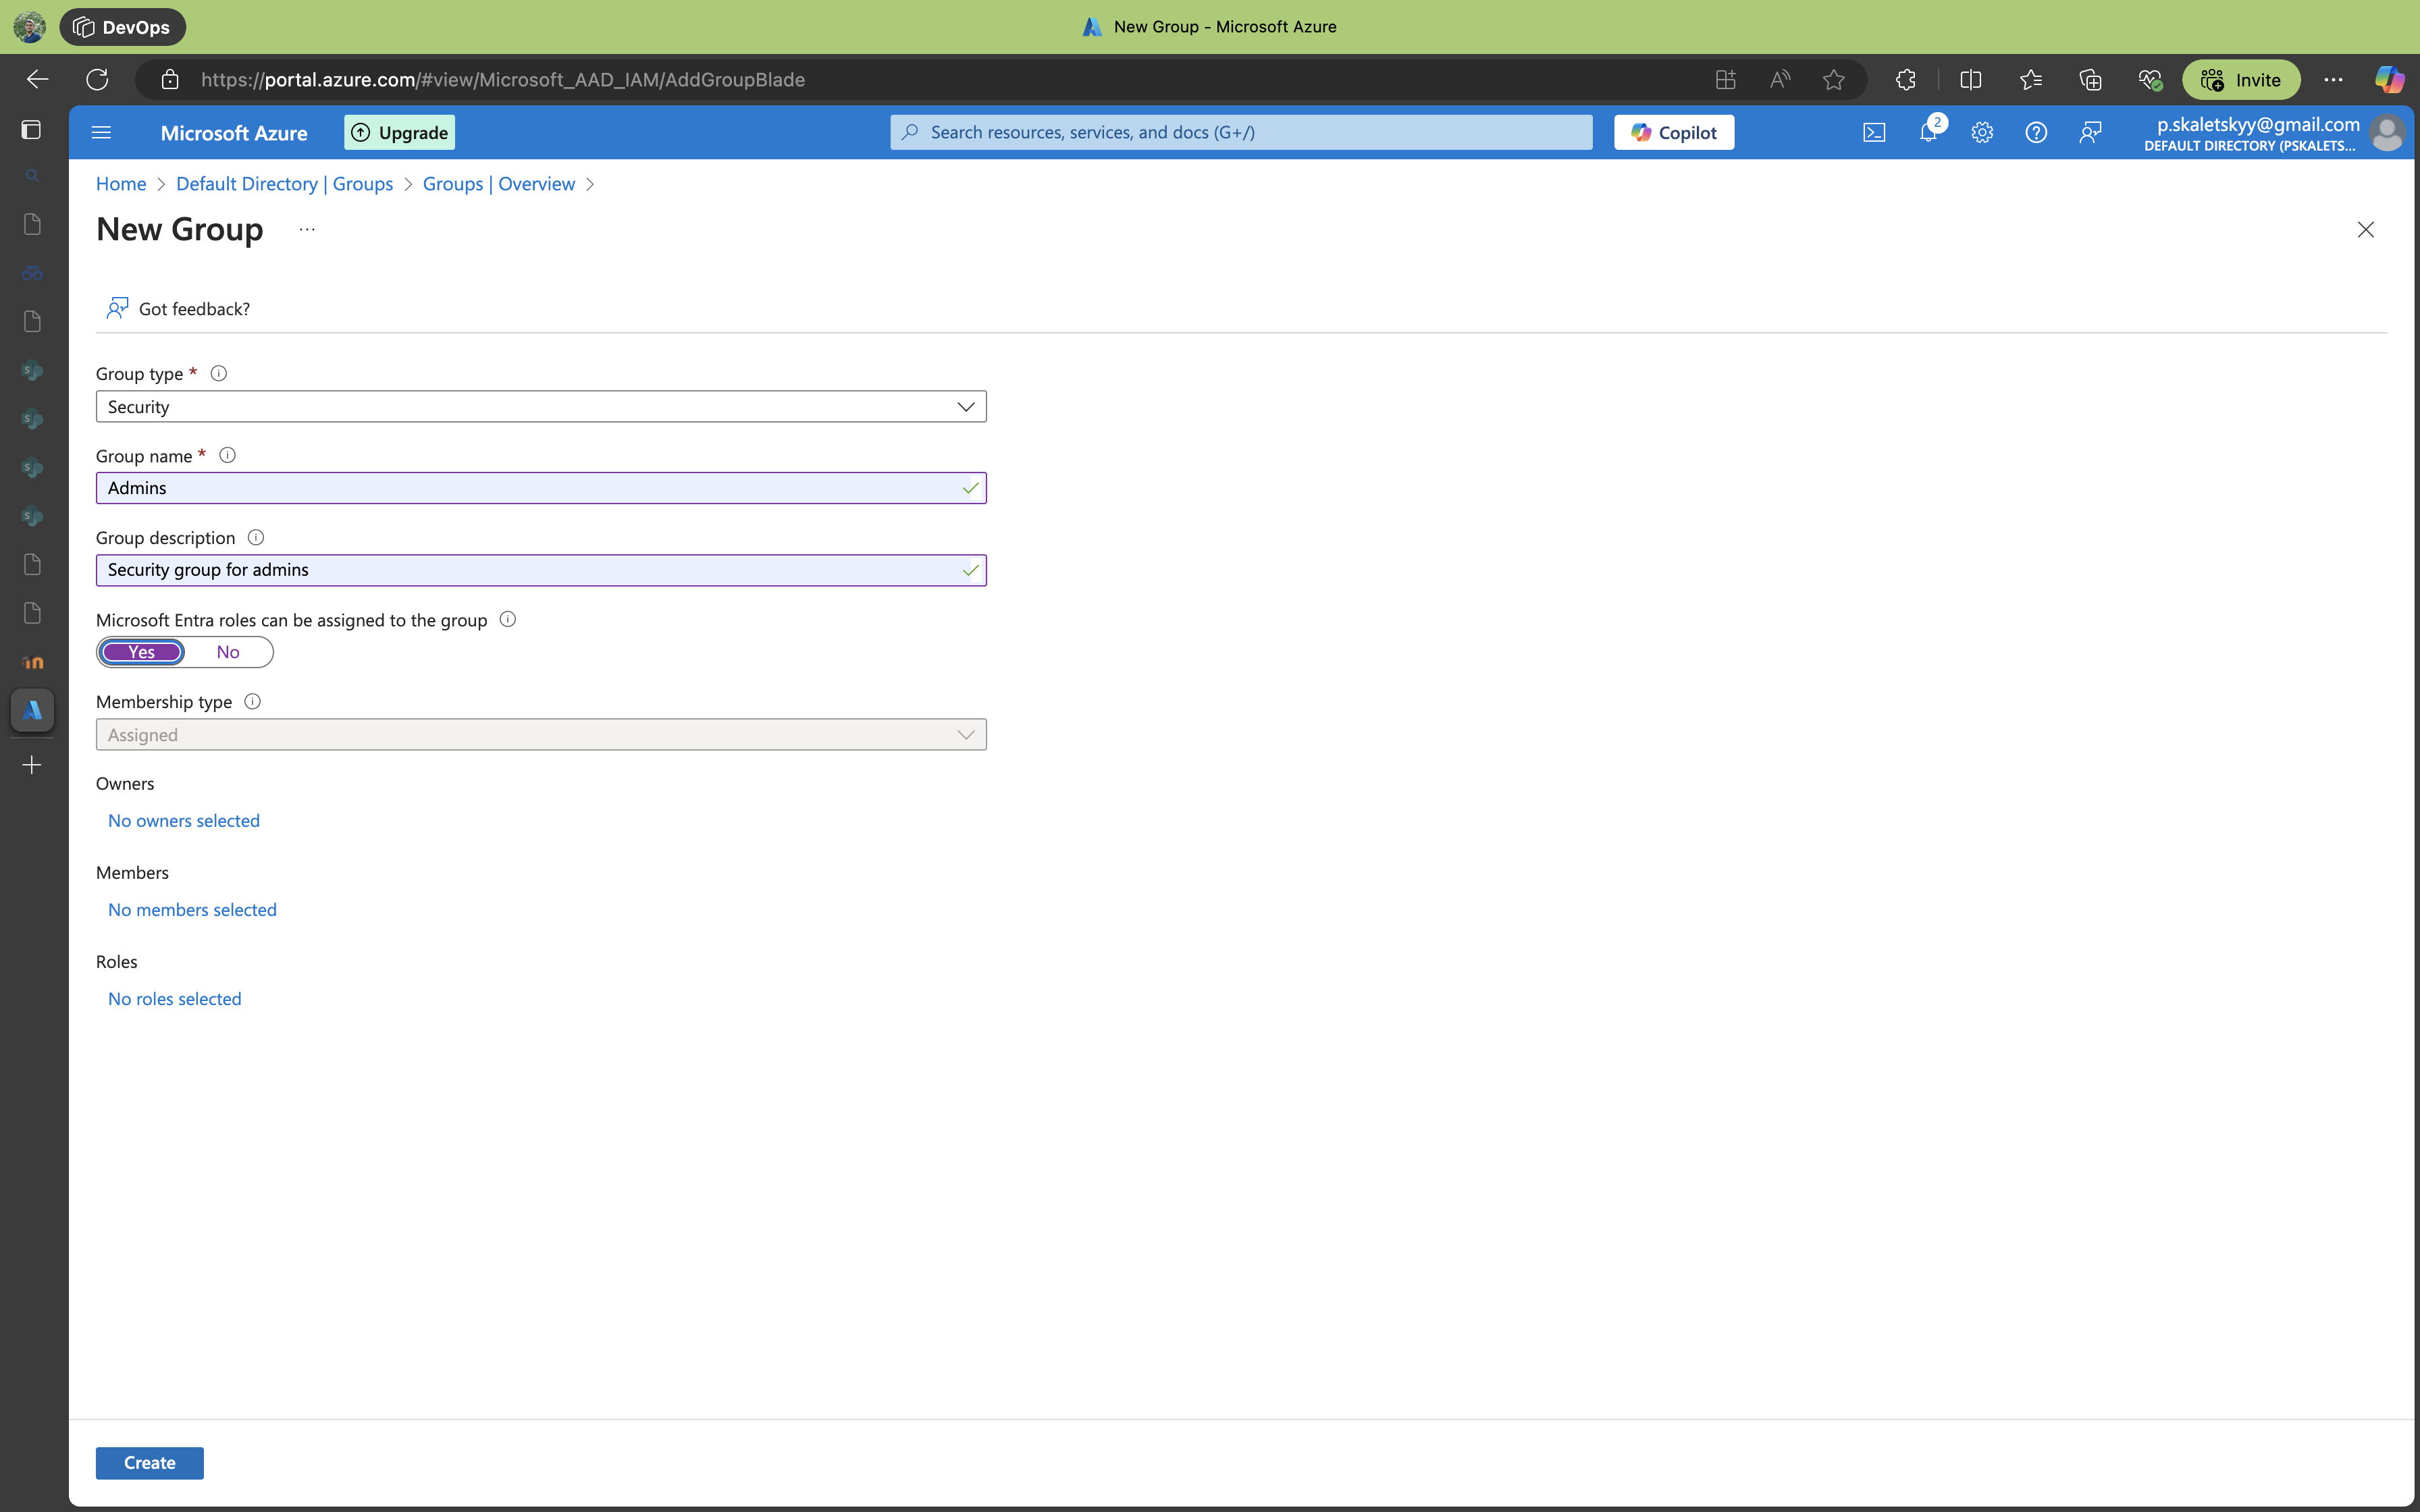 DevOps
New Group - Microsoft Azure
https://portal.azure.com/#view/Microsoft_AAD_IAM/AddGroupBlade
Invite
Microsoft Azure
Upgrade
Search resources, services, and docs (G+/)
Copilot
2
p.skaletskyy@gmail.com
DEFAULT DIRECTORY (PSKALETS...
Home > Default Directory | Groups > Groups | Overview >
New Group ...
Got feedback?
Group type *
Security
Group name *
Admins
Group description
Security group for admins
Microsoft Entra roles can be assigned to the group
Yes No
Membership type
Assigned
Owners
No owners selected
Members
No members selected
Roles
No roles selected
Create